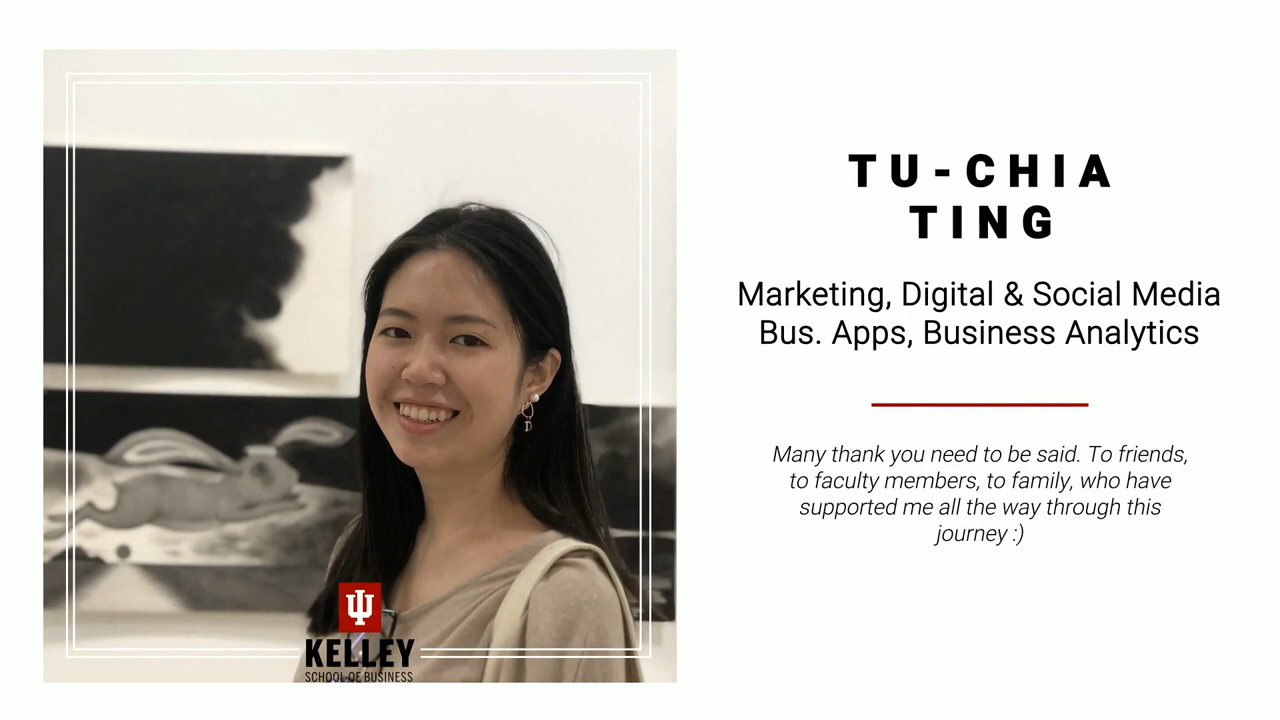 TU-CHIA
TING
Marketing, Digital & Social Media
Bus. Apps, Business Analytics
Many thank you need to be said. To friends,
to faculty members, to family, who have
supported me all the way through this
journey :)
D
KELLEY
SCHOOL OF BUSINESS